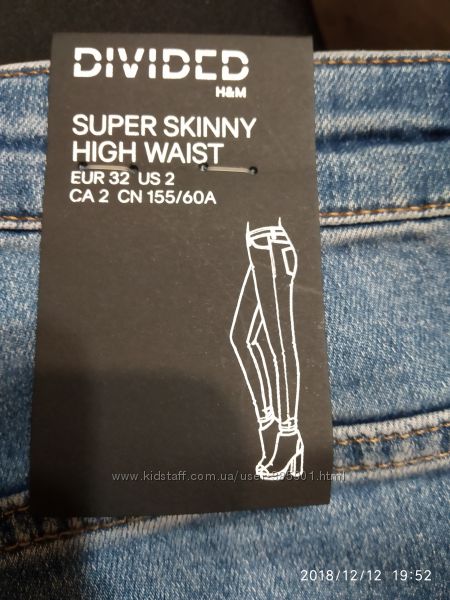 DIVIDED
H&M
SUPER SKINNY
HIGH WAIST
EUR 32 US 2
CA 2 CN 155/60A
2018/12/12 19:52